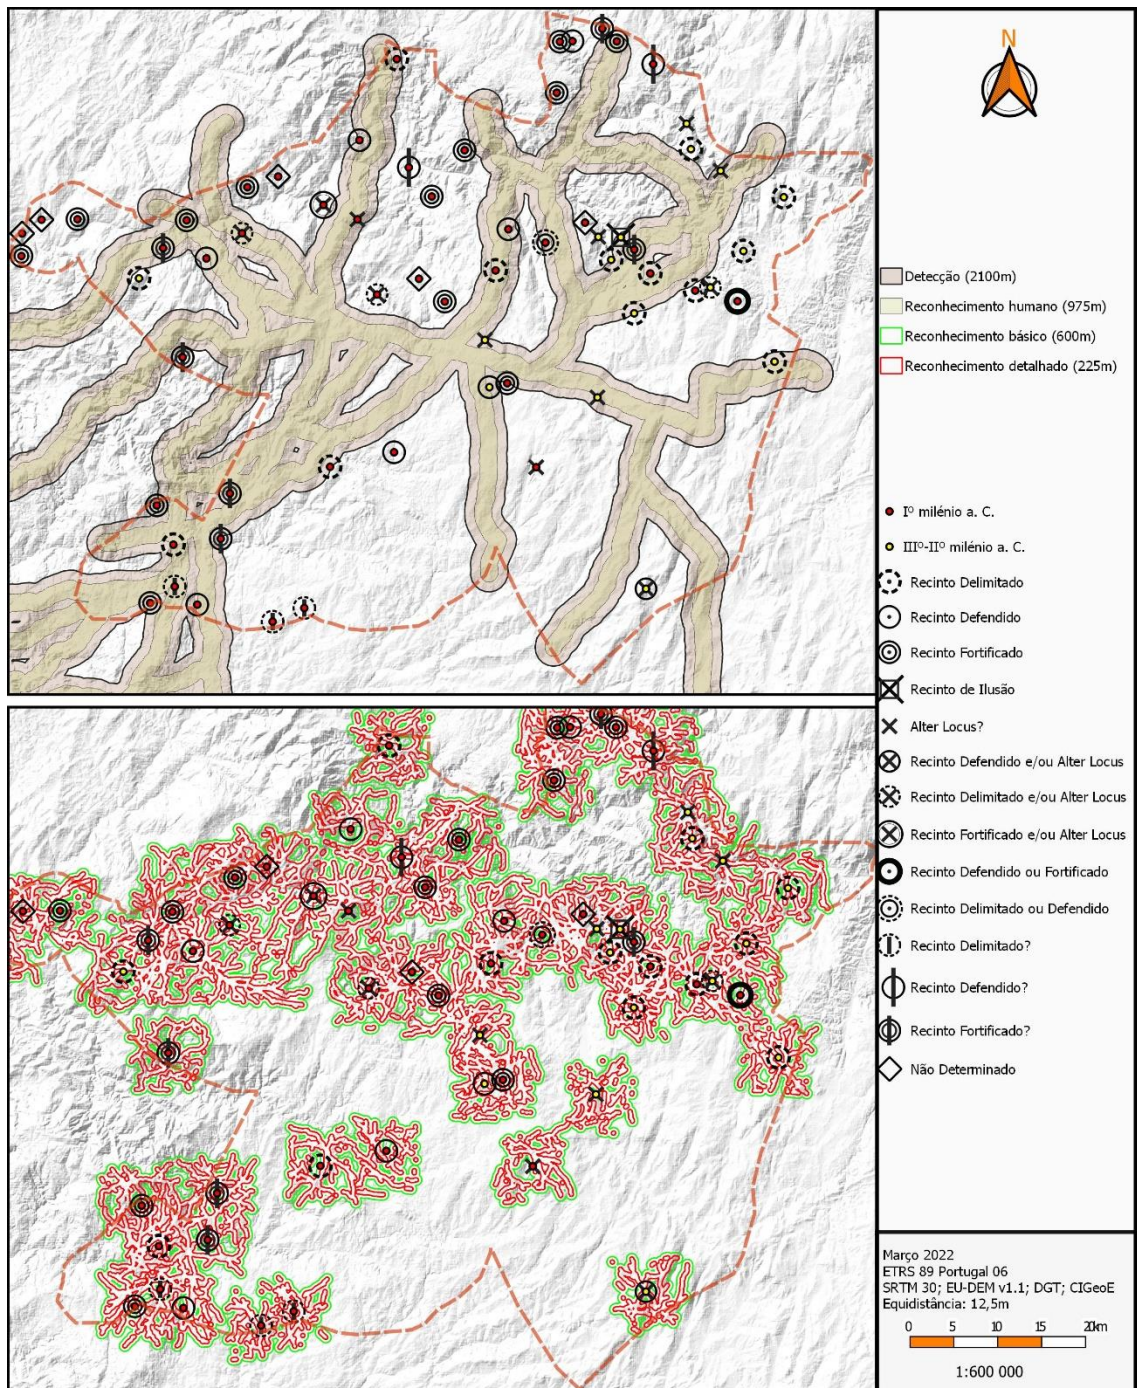 N
Detecção (2100m)
Reconhecimento humano (975m)
Reconhecimento básico (600m)
Reconhecimento detalhado (225m)
Iº milénio a. C.
IIIº-IIº milénio a. C.
Recinto Delimitado
Recinto Defendido
Recinto Fortificado
Recinto de Ilusão
Alter Locus?
Recinto Defendido e/ou Alter Locus
Recinto Delimitado e/ou Alter Locus
Recinto Fortificado e/ou Alter Locus
Recinto Defendido ou Fortificado
Recinto Delimitado ou Defendido
Recinto Delimitado?
Recinto Defendido?
Recinto Fortificado?
Não Determinado
Março 2022
ETRS 89 Portugal 06
SRTM 30; EU-DEM v1.1; DGT; CIGeoE
Equidistância: 12,5m
0 5 10 15 20km
1:600 000